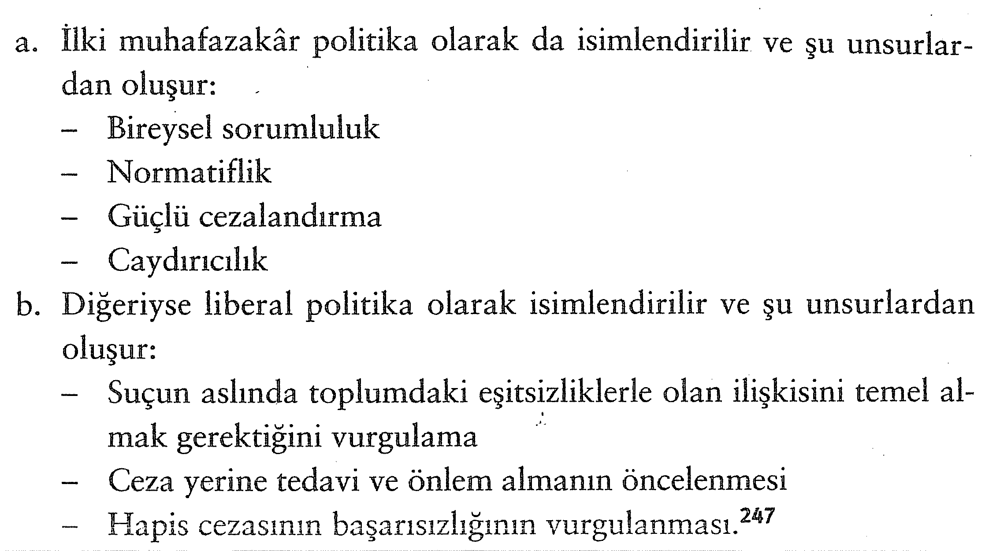 a. İlki muhafazakâr politika olarak da isimlendirilir ve şu unsurlar-
dan oluşur:
– Bireysel sorumluluk
– Normatiflik
– Güçlü cezalandırma
– Caydırıcılık
b. Diğeriyse liberal politika olarak isimlendirilir ve şu unsurlardan
oluşur:
– Suçun aslında toplumdaki eşitsizliklerle olan ilişkisini temel al-
mak gerektiğini vurgulama
– Ceza yerine tedavi ve önlem almanın öncelenmesi
– Hapis cezasının başarısızlığının vurgulanması.247